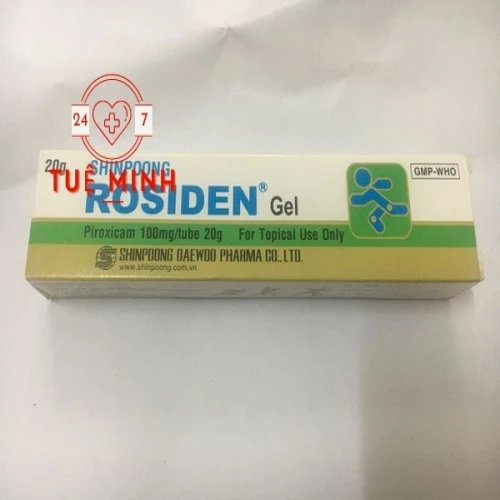 24 7
20g
SHINPOONG
TUỆ MINH
ROSIDEN® Gel
GMP-WHO
Piroxicam 100mg/tube 20g For Topical Use Only
SHINPOONG DAEWOO PHARMA CO., LTD.
www.shinpoong.com.vn